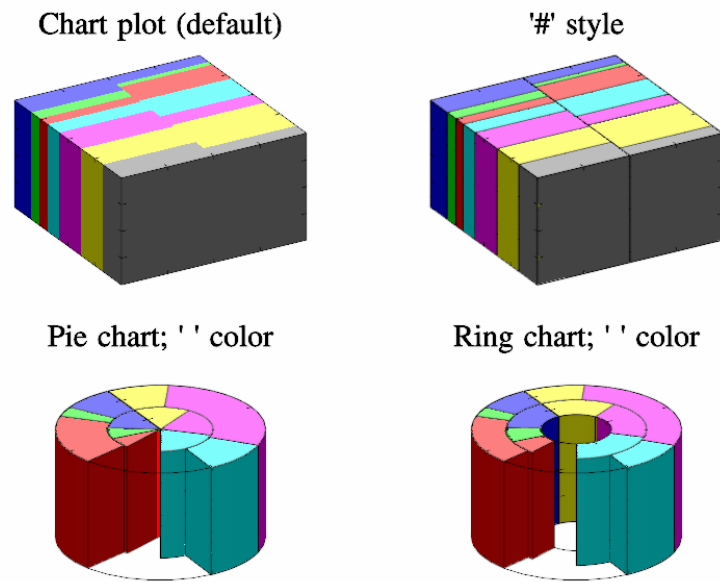 Chart plot (default)
'#' style
Pie chart; ' ' color
Ring chart; ' ' color